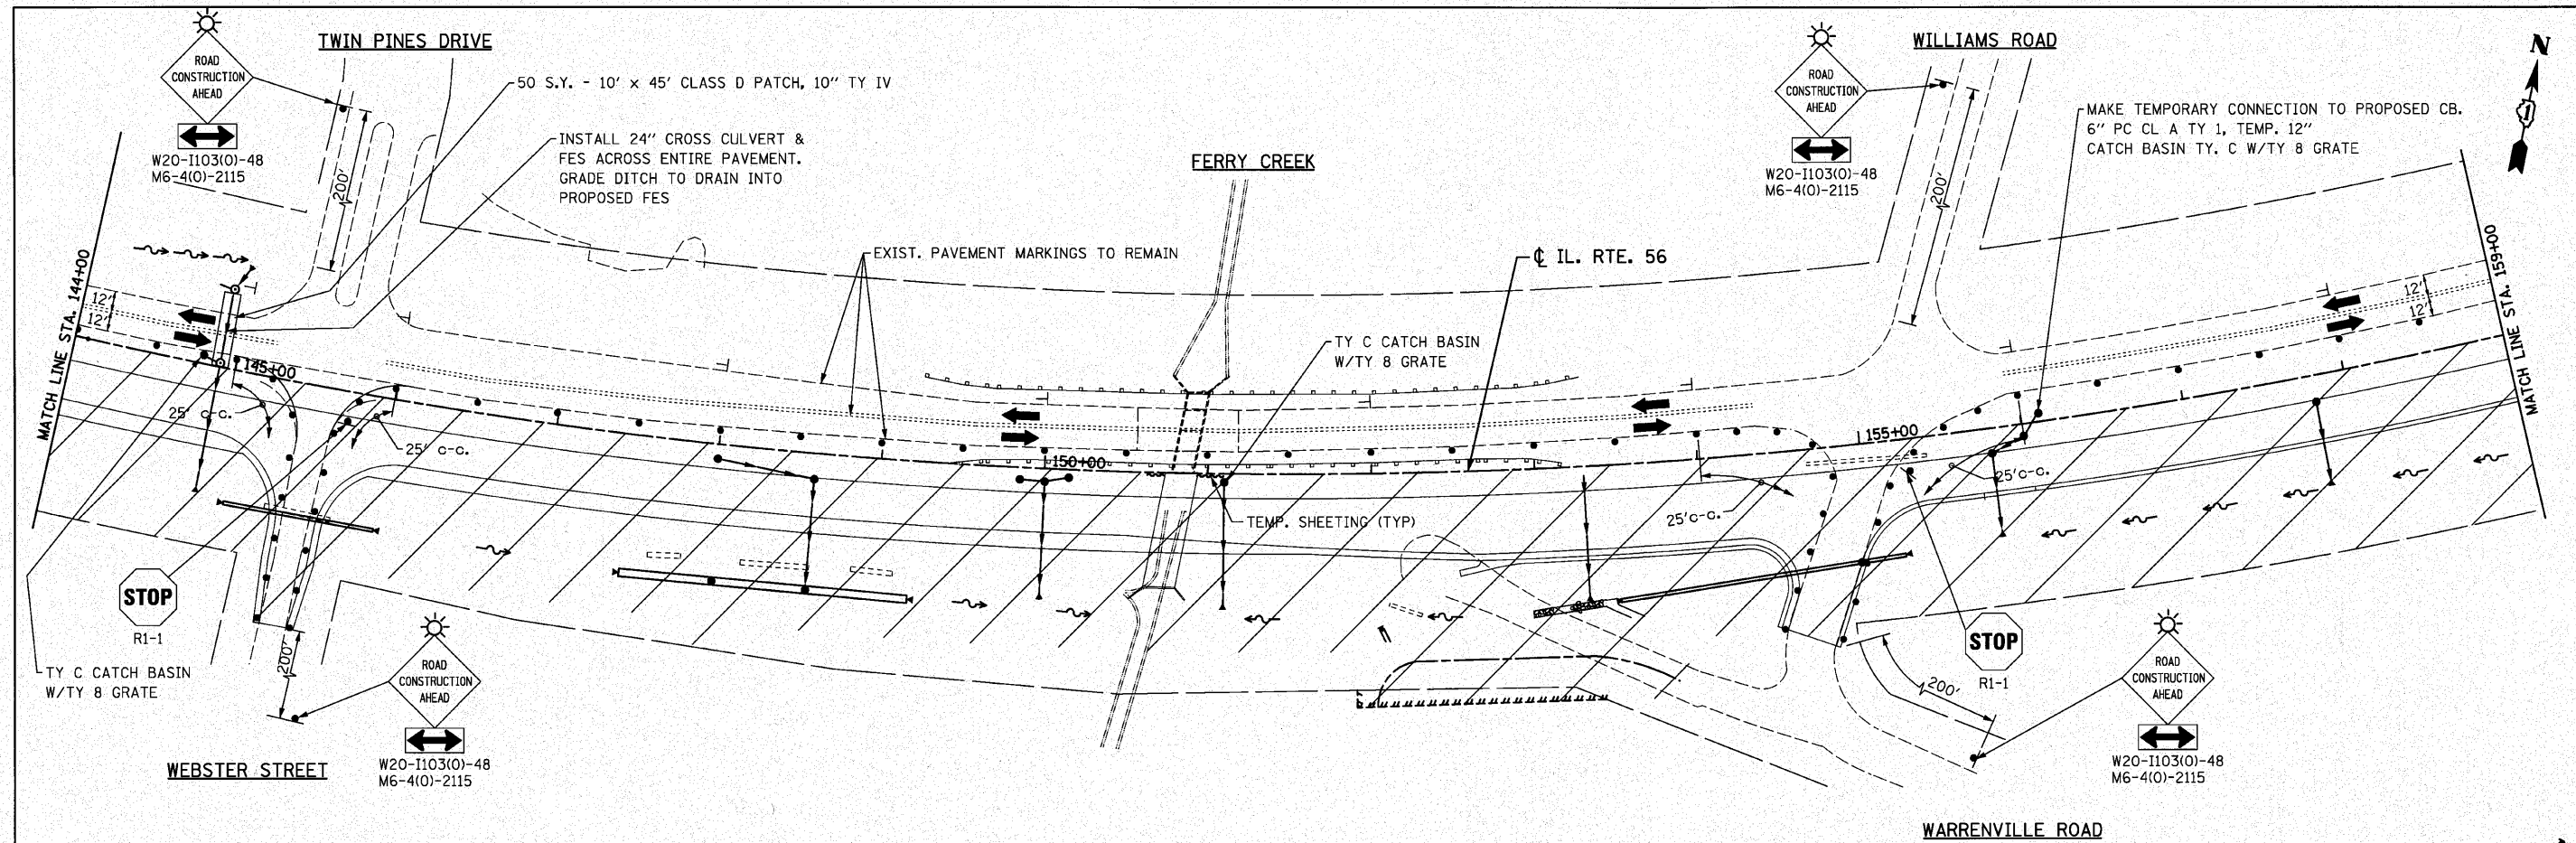 TWIN PINES DRIVE
WILLIAMS ROAD
N
ROAD
CONSTRUCTION
AHEAD
W20-I103(0)-48
M6-4(0)-2115
50 S.Y. - 10' x 45' CLASS D PATCH, 10" TY IV
INSTALL 24" CROSS CULVERT &
FES ACROSS ENTIRE PAVEMENT.
GRADE DITCH TO DRAIN INTO
PROPOSED FES
FERRY CREEK
ROAD
CONSTRUCTION
AHEAD
W20-I103(0)-48
M6-4(0)-2115
MAKE TEMPORARY CONNECTION TO PROPOSED CB.
6" PC CL A TY 1, TEMP. 12"
CATCH BASIN TY. C W/TY 8 GRATE
1
200'
200'
EXIST. PAVEMENT MARKINGS TO REMAIN
℄ IL. RTE. 56
MATCH LINE STA. 144+00
12'
12'
12'
12'
MATCH LINE STA. 159+00
TY C CATCH BASIN
W/TY 8 GRATE
145+00
150+00
155+00
25' c-c.
25' c-c.
25'c-c.
25'c-c.
TEMP. SHEETING (TYP)
STOP
R1-1
STOP
R1-1
TY C CATCH BASIN
W/TY 8 GRATE
200'
200'
ROAD
CONSTRUCTION
AHEAD
W20-I103(0)-48
M6-4(0)-2115
ROAD
CONSTRUCTION
AHEAD
W20-I103(0)-48
M6-4(0)-2115
WEBSTER STREET
WARRENVILLE ROAD